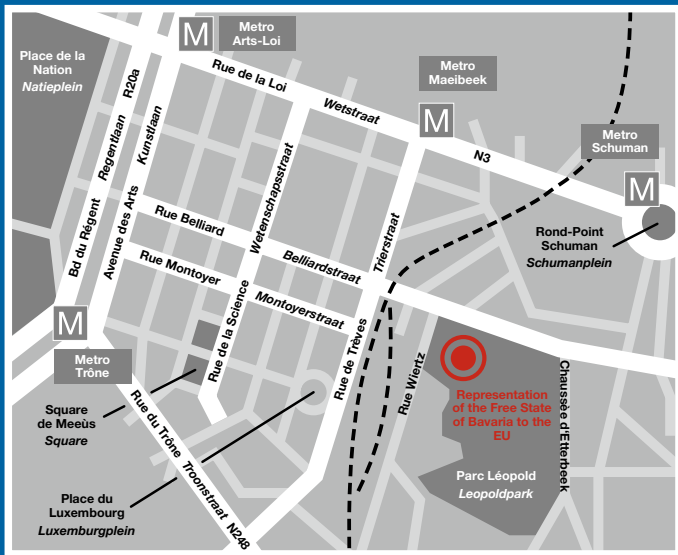 M
Metro
Arts-Loi
Place de la
Nation
Natieplein
R20a
Regentlaan
Bd du Régent
Kunstlaan
Avenue des Arts
Rue de la Loi
Wetstraat
Metro
Maeibeek
M
N3
Metro
Schuman
M
Rond-Point
Schuman
Schumanplein
Wetenschapsstraat
Rue de la Science
Trierstraat
Rue de Trèves
Rue Belliard
Belliardstraat
Rue Montoyer
Montoyerstraat
M
Metro
Trône
Square
de Meeùs
Square
Rue du Trône
Troonstraat
N248
Place du
Luxembourg
Luxemburgplein
Rue Wiertz
Representation
of the Free State
of Bavaria to the
EU
Chaussèe d'Etterbeek
Parc Léopold
Leopoldpark